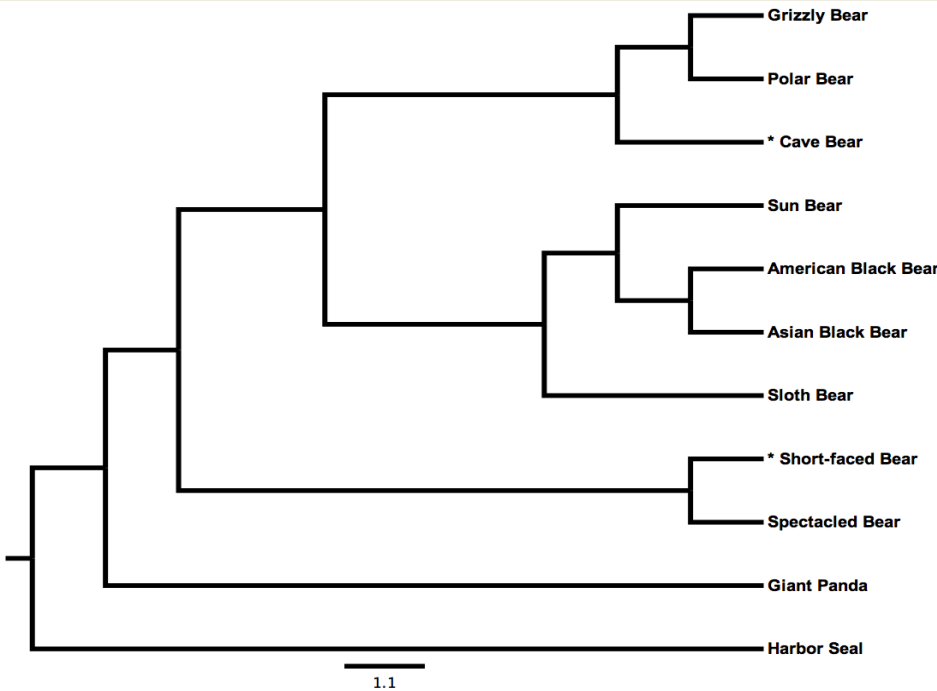 Grizzly Bear
Polar Bear
* Cave Bear
Sun Bear
American Black Bear
Asian Black Bear
Sloth Bear
* Short-faced Bear
Spectacled Bear
Giant Panda
Harbor Seal
1.1